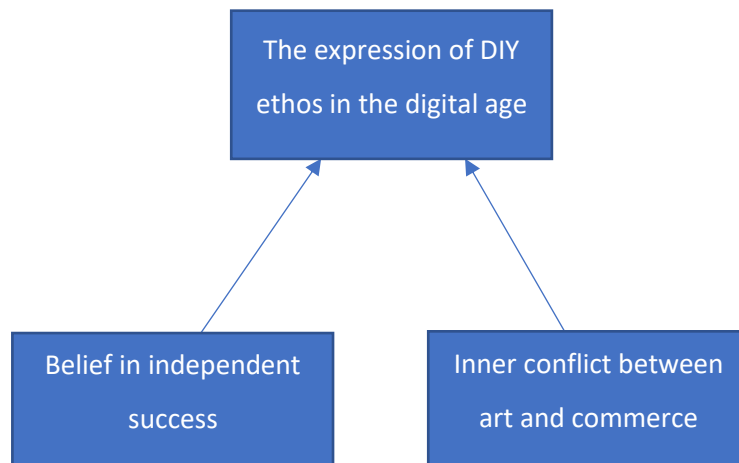 The expression of DIY
ethos in the digital age
Belief in independent
success
Inner conflict between
art and commerce